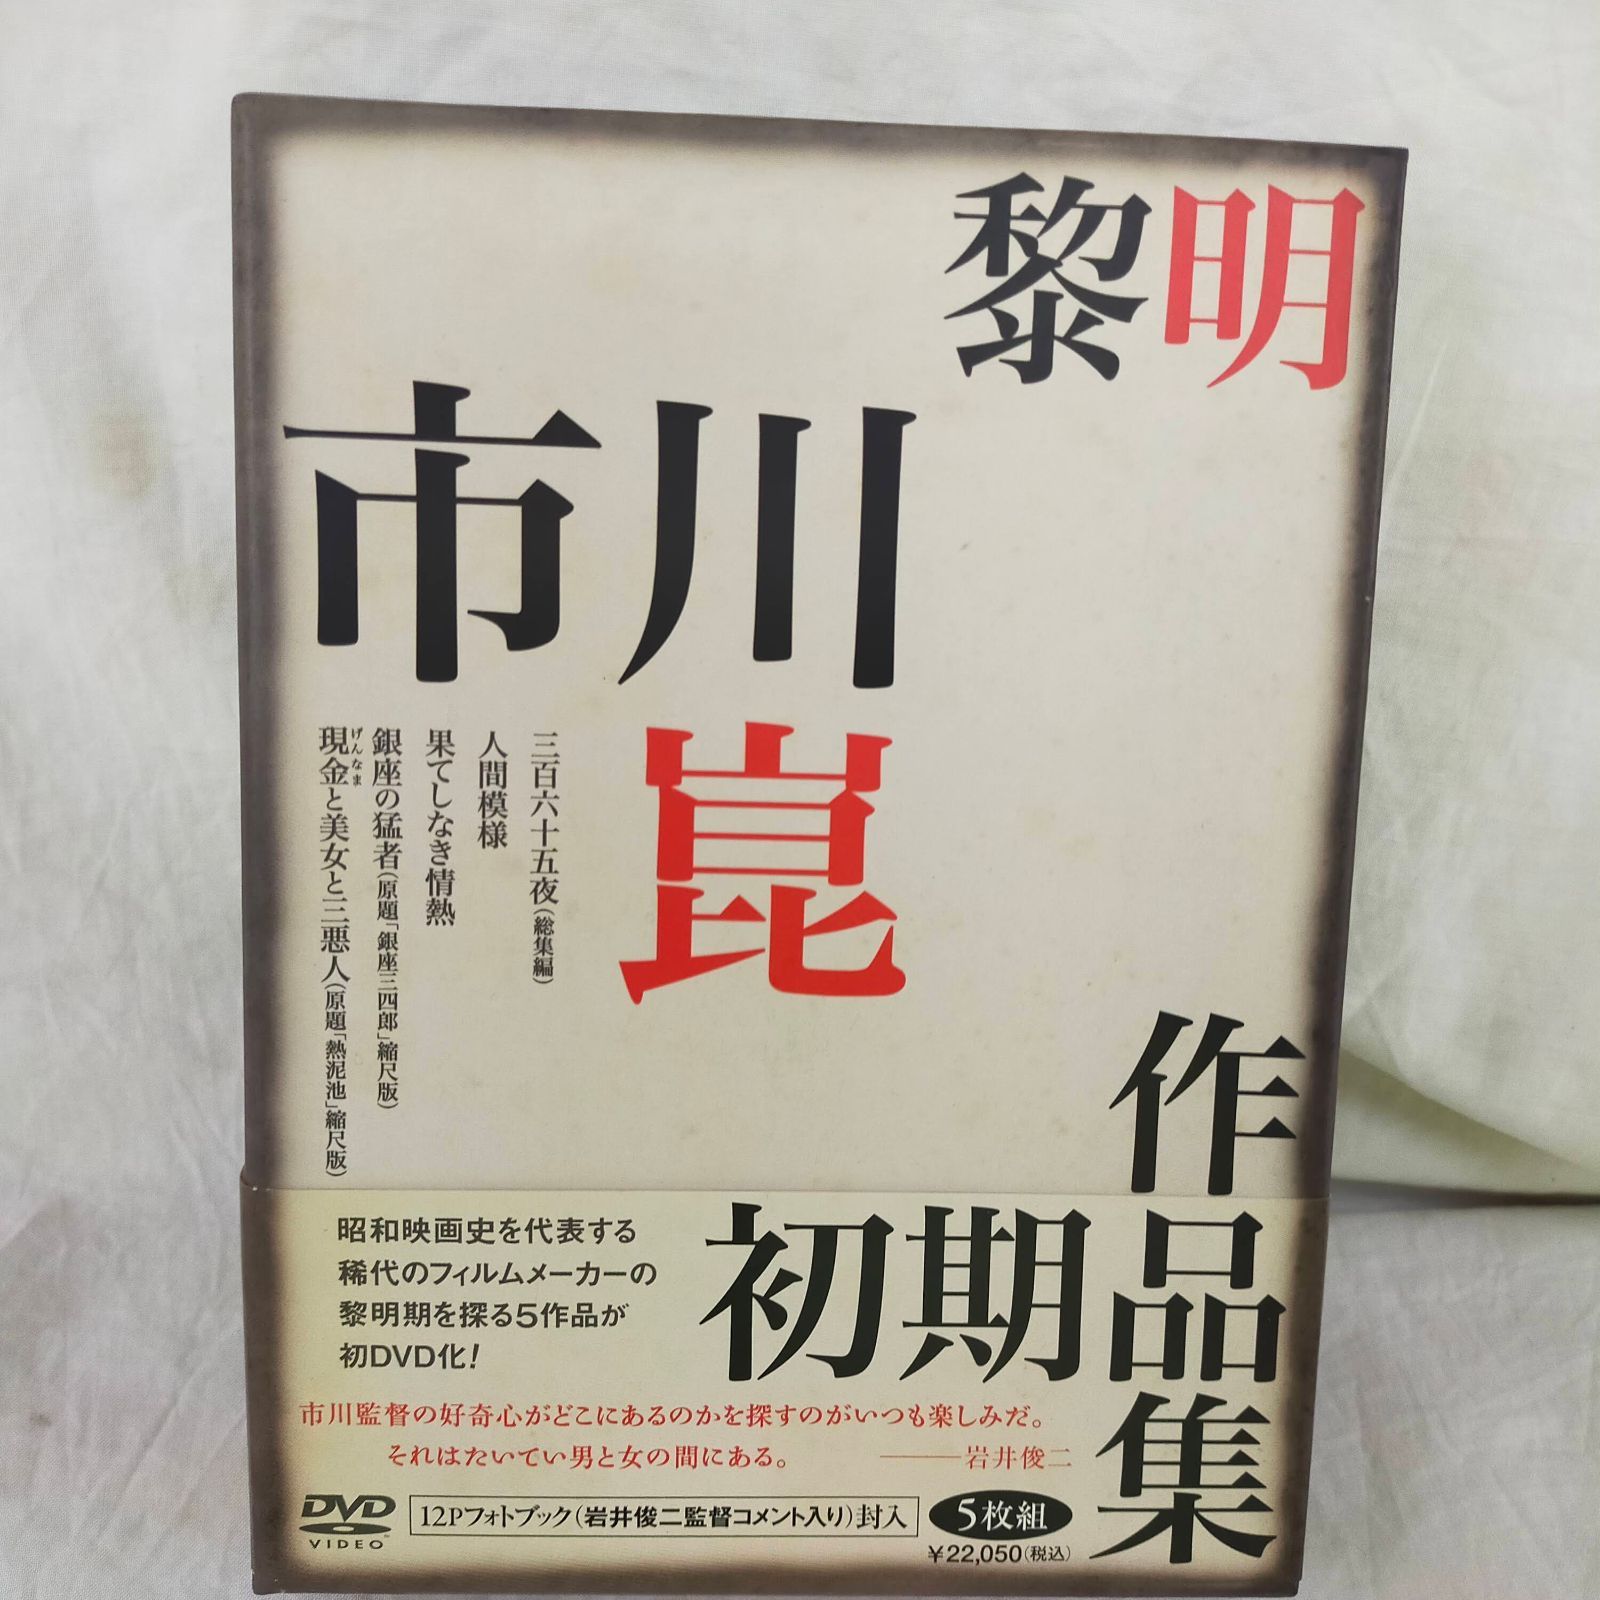 黎明
市川
崑
三百六十五夜(総集編)
人間模様
果てしなき情熱
銀座の猛者(原題「銀座三四郎」縮尺版)
現金と美女と三悪人(原題「熱泥池」縮尺版)
げんなま
作品集
初期
昭和映画史を代表する
稀代のフィルムメーカーの
黎明期を探る5作品が
初DVD化!
市川監督の好奇心がどこにあるのかを探すのがいつも楽しみだ。
それはたいてい男と女の間にある。 ――岩井俊二
DVD
VIDEO
12Pフォトブック(岩井俊二監督コメント入り)封入
5枚組
¥22,050(税込)